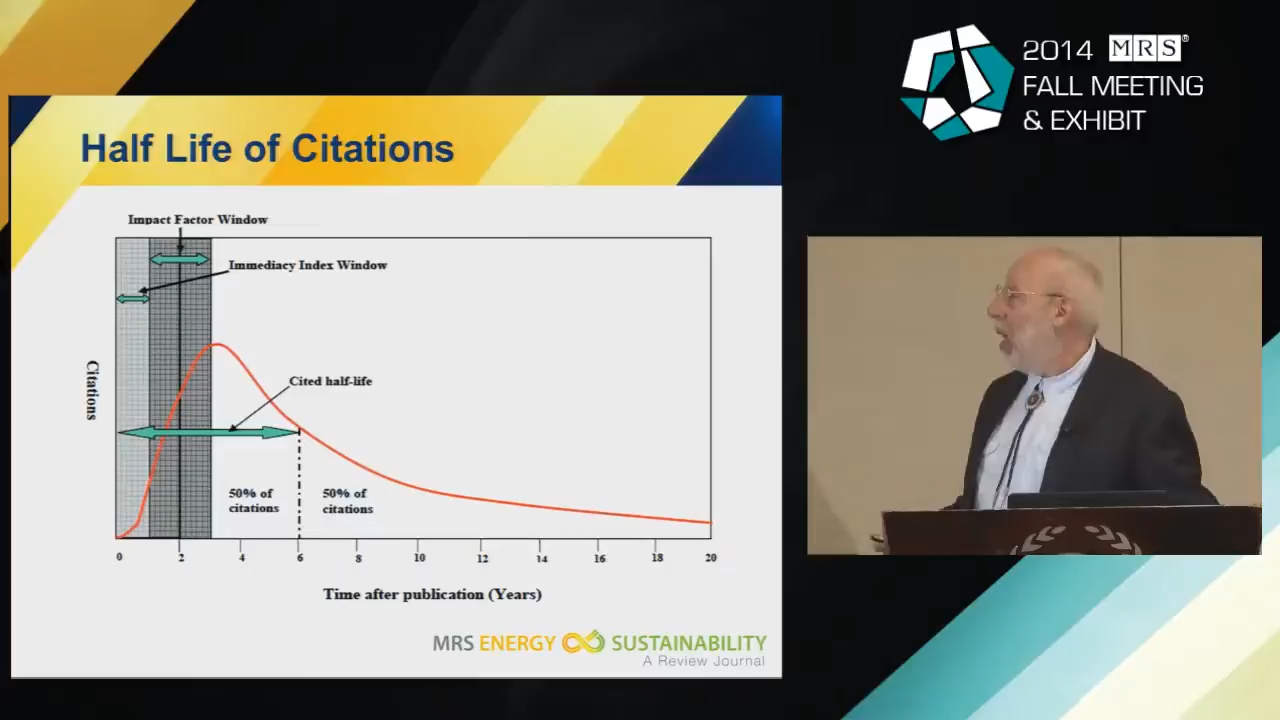 2014 MRS®
FALL MEETING
& EXHIBIT
Half Life of Citations
Impact Factor Window
Immediacy Index Window
Cited half-life
Citations
50% of
citations
50% of
citations
0 2 4 6 8 10 12 14 16 18 20
Time after publication (Years)
MRS ENERGY SUSTAINABILITY
A Review Journal